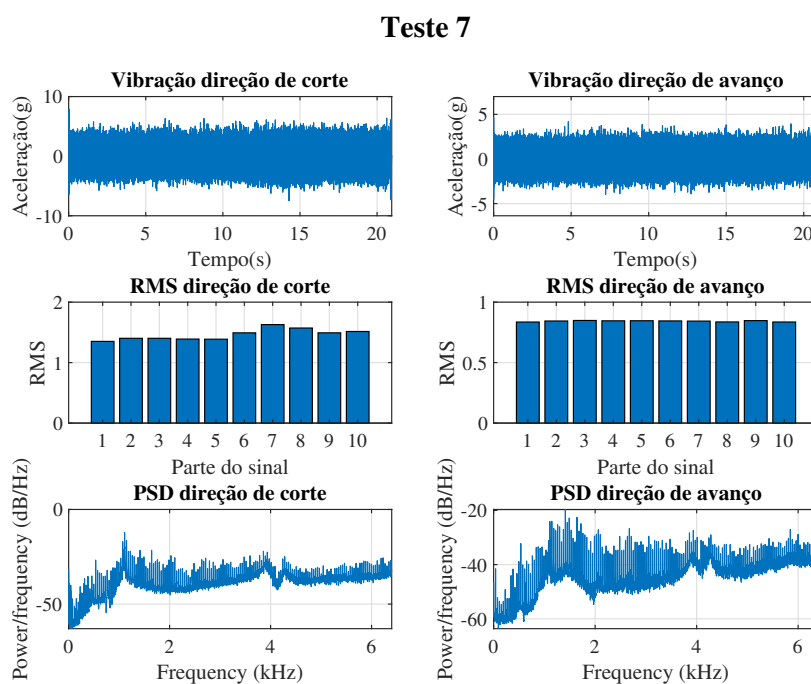 Teste 7
Vibração direção de corte
Aceleração(g)
10
0
-10
0 5 10 15 20
Tempo(s)
Vibração direção de avanço
Aceleração(g)
5
0
-5
0 5 10 15 20
Tempo(s)
RMS direção de corte
RMS
2
1
0
1 2 3 4 5 6 7 8 9 10
Parte do sinal
RMS direção de avanço
RMS
1
0.5
0
1 2 3 4 5 6 7 8 9 10
Parte do sinal
PSD direção de corte
Power/frequency (dB/Hz)
0
-50
0 2 4 6
Frequency (kHz)
PSD direção de avanço
Power/frequency (dB/Hz)
-20
-40
-60
0 2 4 6
Frequency (kHz)